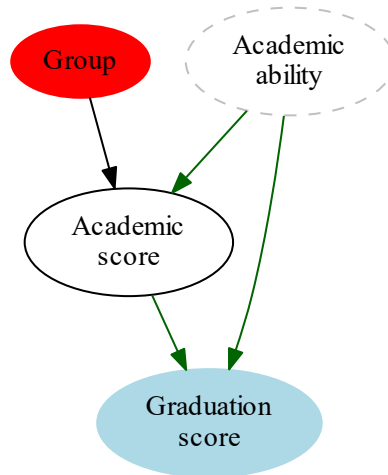 Group
Academic
ability
Academic
score
Graduation
score